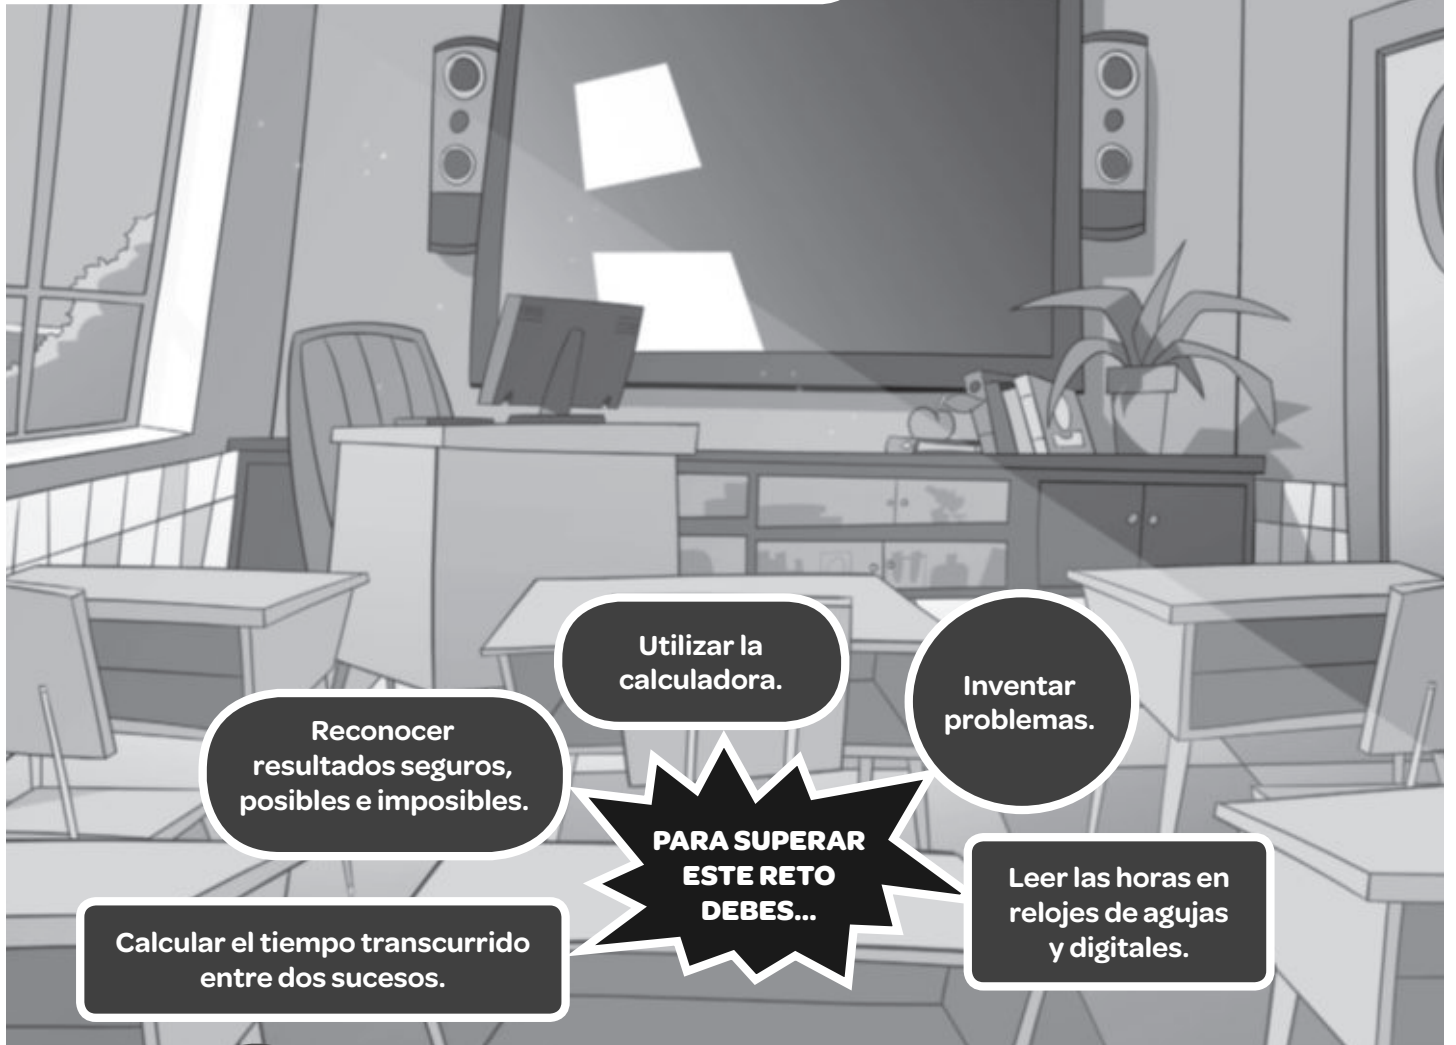 Utilizar la
calculadora.
Inventar
problemas.
Reconocer
resultados seguros,
posibles e imposibles.
PARA SUPERAR
ESTE RETO
DEBES...
Leer las horas en
relojes de agujas
y digitales.
Calcular el tiempo transcurrido
entre dos sucesos.